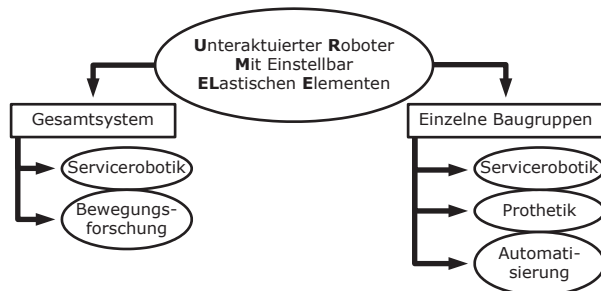 Unteraktuierter Roboter
Mit Einstellbar
ELastischen Elementen
Gesamtsystem
Servicerobotik
Bewegungs-
forschung
Einzelne Baugruppen
Servicerobotik
Prothetik
Automati-
sierung